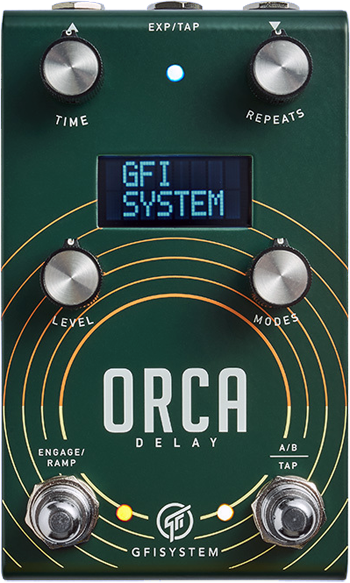 EXP/TAP
TIME
REPEATS
GFI
SYSTEM
LEVEL
MODES
ORCA
DELAY
ENGAGE/
RAMP
A/B
TAP
GFISYSTEM